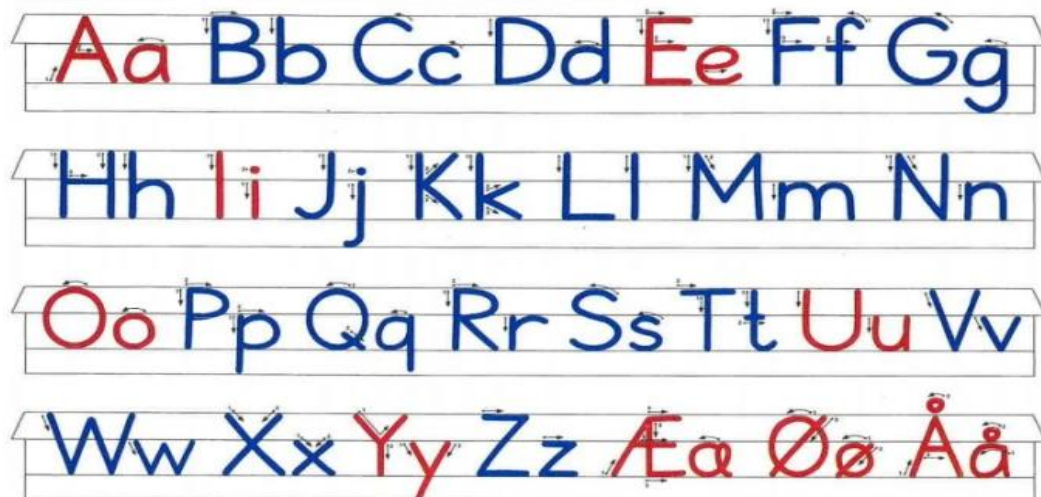 Aa Bb Cc Dd Ee Ff Gg
Hh Ii Jj Kk Ll Mm Nn
Oo Pp Qq Rr Ss Tt Uu Vv
Ww Xx Yy Zz Ææ Øø Åå